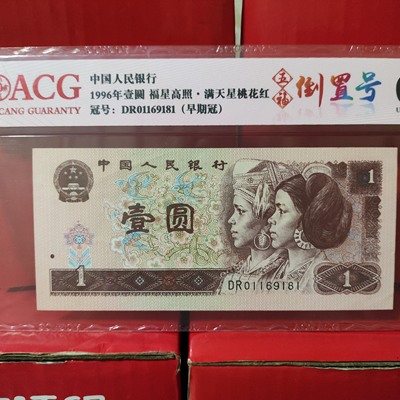 ACG
CANG GUARANTY
中国人民银行
1996年壹圆 福星高照·满天星桃花红
冠号：DR01169181（早期冠）
五福
倒置号
中国人民银行
1
壹圆
DR01169181
1
1